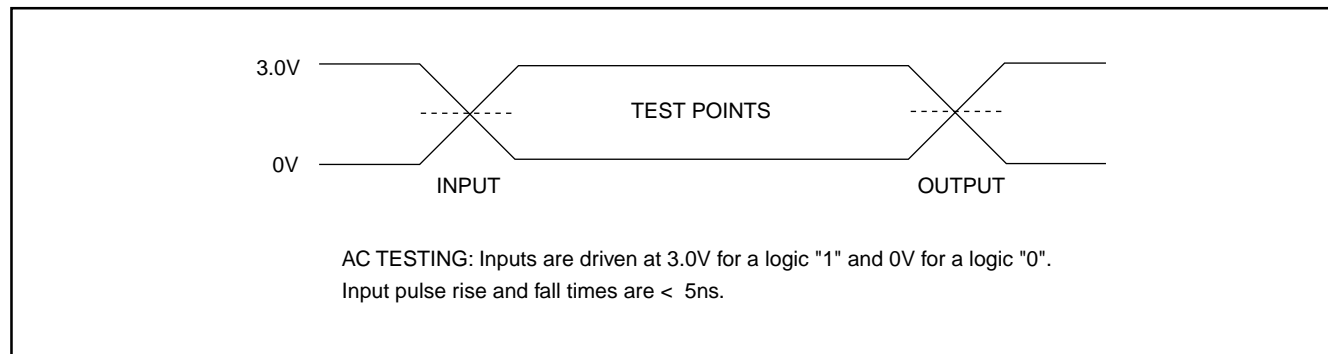 3.0V
TEST POINTS
0V
INPUT
OUTPUT
AC TESTING: Inputs are driven at 3.0V for a logic "1" and 0V for a logic "0".
Input pulse rise and fall times are < 5ns.